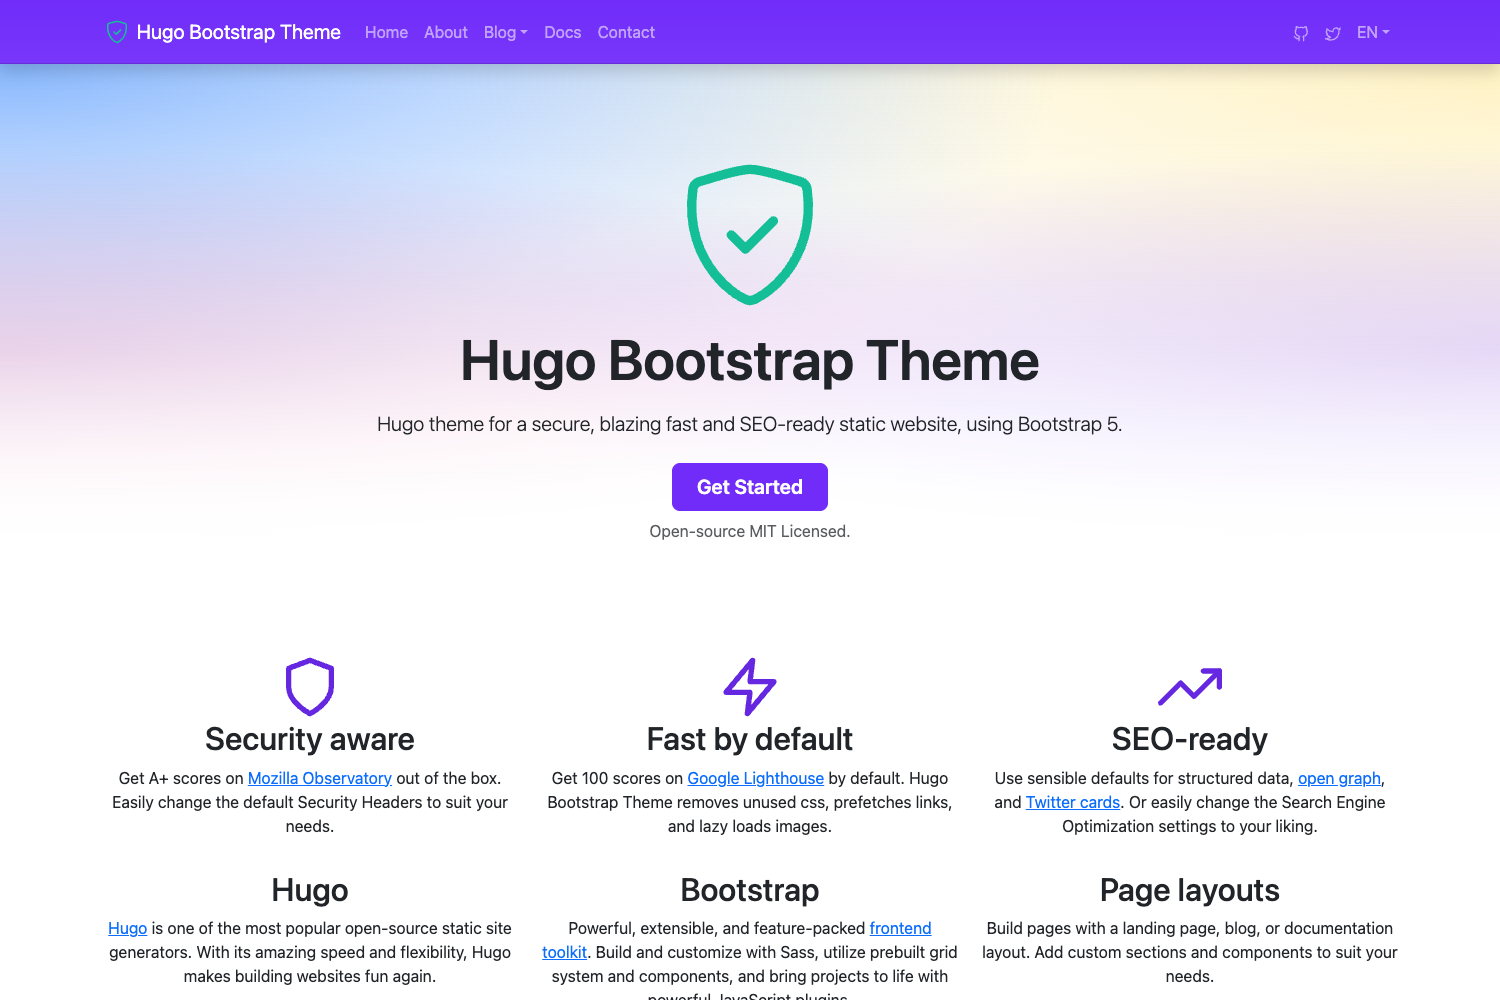 Hugo Bootstrap Theme Home About Blog Docs Contact EN
Hugo Bootstrap Theme
Hugo theme for a secure, blazing fast and SEO-ready static website, using Bootstrap 5.
Get Started
Open-source MIT Licensed.
Security aware
Get A+ scores on Mozilla Observatory out of the box.
Easily change the default Security Headers to suit your
needs.
Fast by default
Get 100 scores on Google Lighthouse by default. Hugo
Bootstrap Theme removes unused css, prefetches links,
and lazy loads images.
SEO-ready
Use sensible defaults for structured data, open graph,
and Twitter cards. Or easily change the Search Engine
Optimization settings to your liking.
Hugo
Hugo is one of the most popular open-source static site
generators. With its amazing speed and flexibility, Hugo
makes building websites fun again.
Bootstrap
Powerful, extensible, and feature-packed frontend
toolkit. Build and customize with Sass, utilize prebuilt grid
system and components, and bring projects to life with
powerful JavaScript plugins.
Page layouts
Build pages with a landing page, blog, or documentation
layout. Add custom sections and components to suit your
needs.